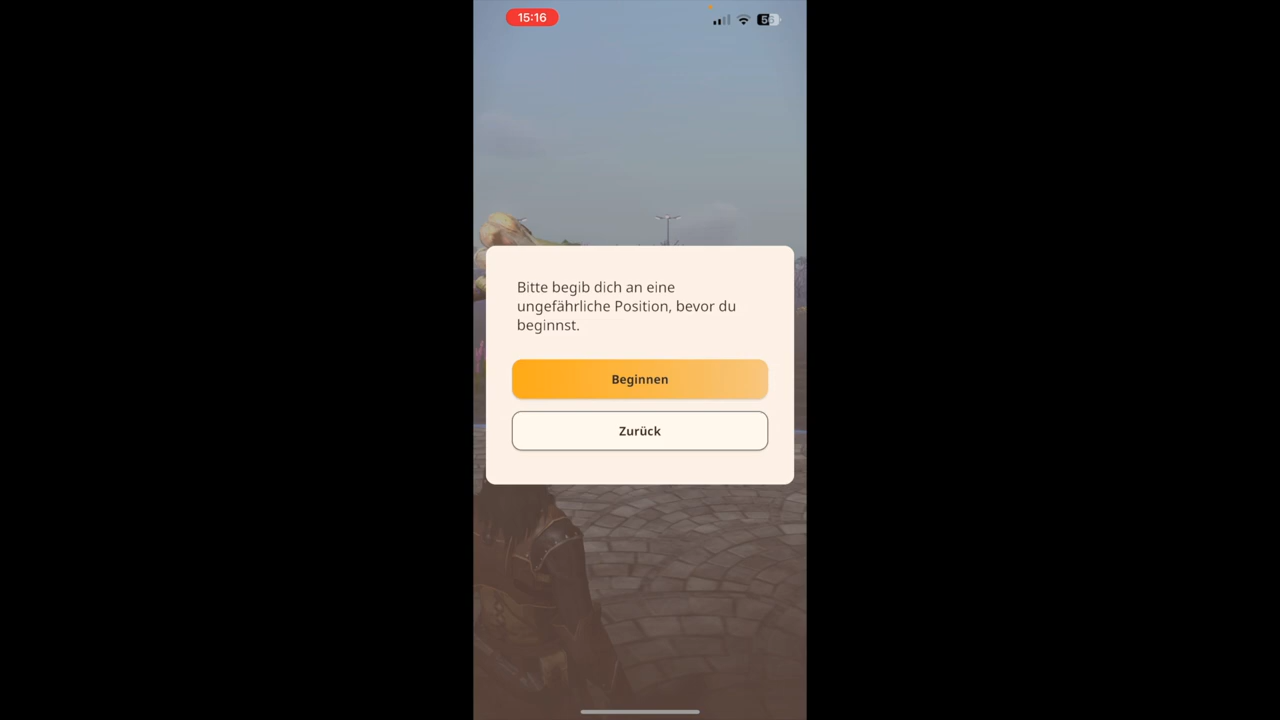 15:16
Bitte begib dich an eine
ungefährliche Position, bevor du
beginnst.
Beginnen
Zurück